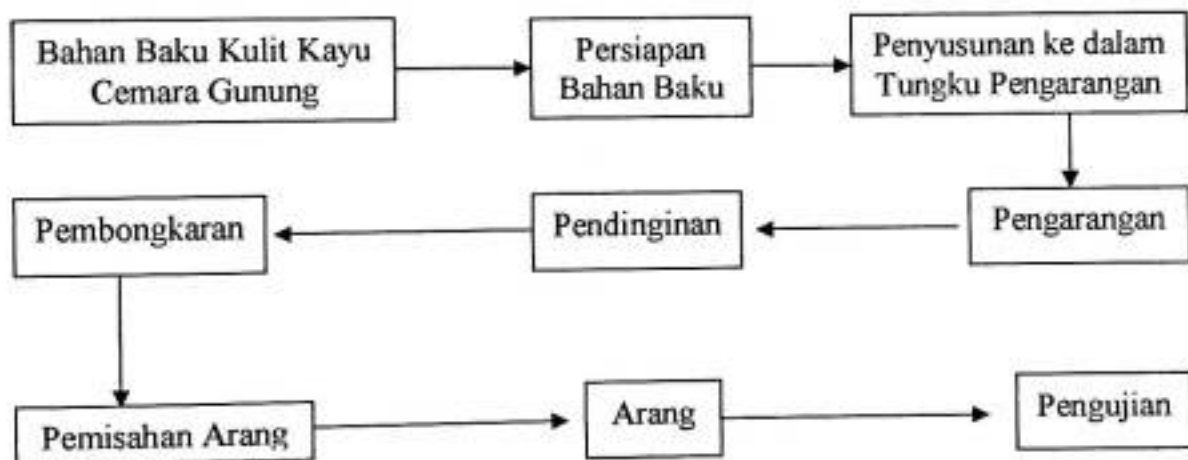 Bahan Baku Kulit Kayu
Cemara Gunung
Persiapan
Bahan Baku
Penyusunan ke dalam
Tungku Pengarangan
Pengarangan
Pendinginan
Pembongkaran
Pemisahan Arang
Arang
Pengujian